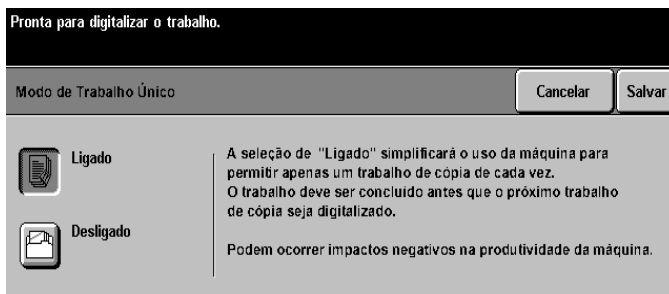 Pronta para digitalizar o trabalho.
Modo de Trabalho Único
Cancelar
Salvar
Ligado
A seleção de "Ligado" simplificará o uso da máquina para
permitir apenas um trabalho de cópia de cada vez.
O trabalho deve ser concluído antes que o próximo trabalho
de cópia seja digitalizado.
Desligado
Podem ocorrer impactos negativos na produtividade da máquina.